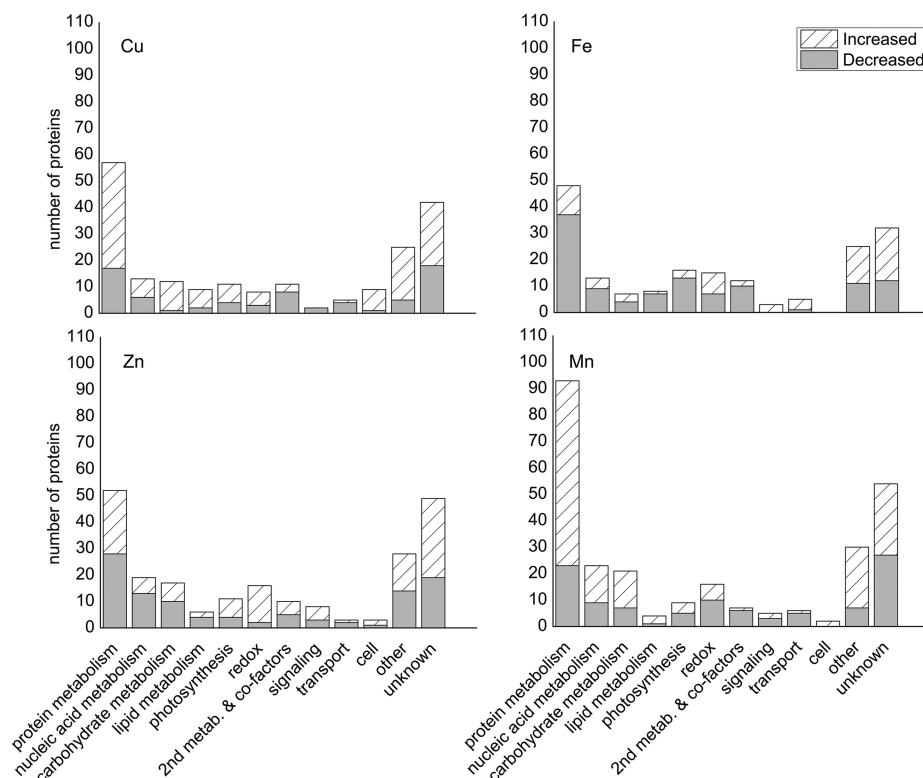 Cu
110
100
90
80
70
60
50
40
30
20
10
0
number of proteins
Fe
110
100
90
80
70
60
50
40
30
20
10
0
Increased
Decreased
Zn
110
100
90
80
70
60
50
40
30
20
10
0
number of proteins
protein metabolism
nucleic acid metabolism
carbohydrate metabolism
lipid metabolism
photosynthesis
redox
2nd metab. & co-factors
signaling
transport
cell
other
unknown
Mn
110
100
90
80
70
60
50
40
30
20
10
0
protein metabolism
nucleic acid metabolism
carbohydrate metabolism
lipid metabolism
photosynthesis
redox
2nd metab. & co-factors
signaling
transport
cell
other
unknown